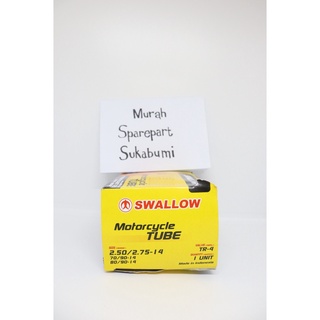 Murah
Sparepart
Sukabumi
SWALLOW
Motorcycle
TUBE
2.50/2.75-14
70/90-14
80/90-14
TR-4
1 UNIT
Made in Indonesia